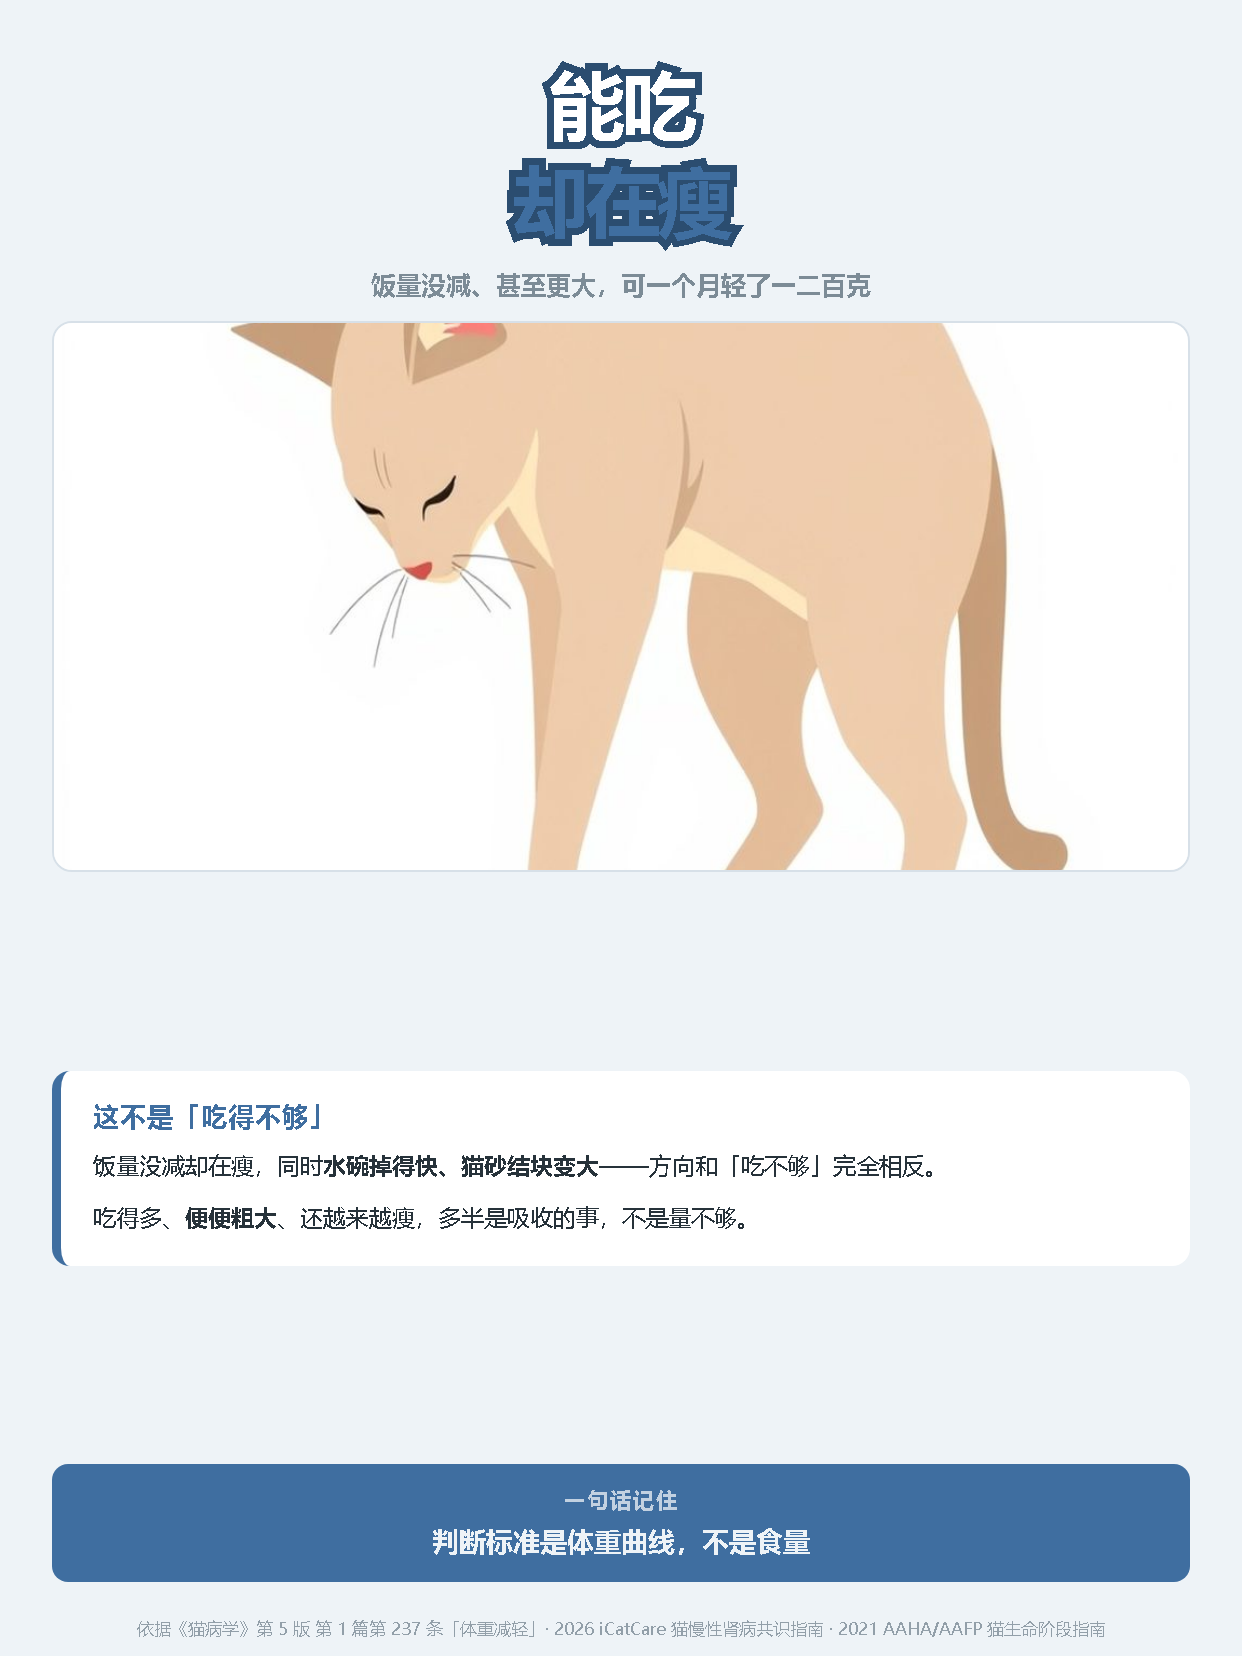 能吃
却在瘦
饭量没减、甚至更大，可一个月轻了一二百克
这不是「吃得不够」
饭量没减却在瘦，同时水碗掉得快、猫砂结块变大——方向和「吃不够」完全相反。
吃得多、便便粗大、还越来越瘦，多半是吸收的事，不是量不够。
一句话记住
判断标准是体重曲线，不是食量
依据《猫病学》第 5 版 第 1 篇第 237 条「体重减轻」· 2026 iCatCare 猫慢性肾病共识指南 · 2021 AAHA/AAFP 猫生命阶段指南